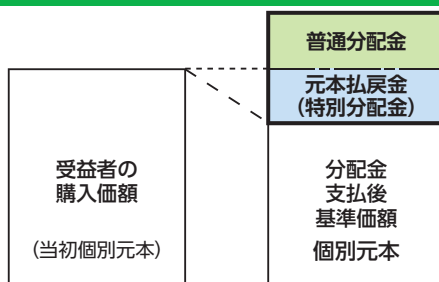 普通分配金
元本払戻金
(特別分配金)
受益者の
購入価額
(当初個別元本)
分配金
支払後
基準価額
個別元本